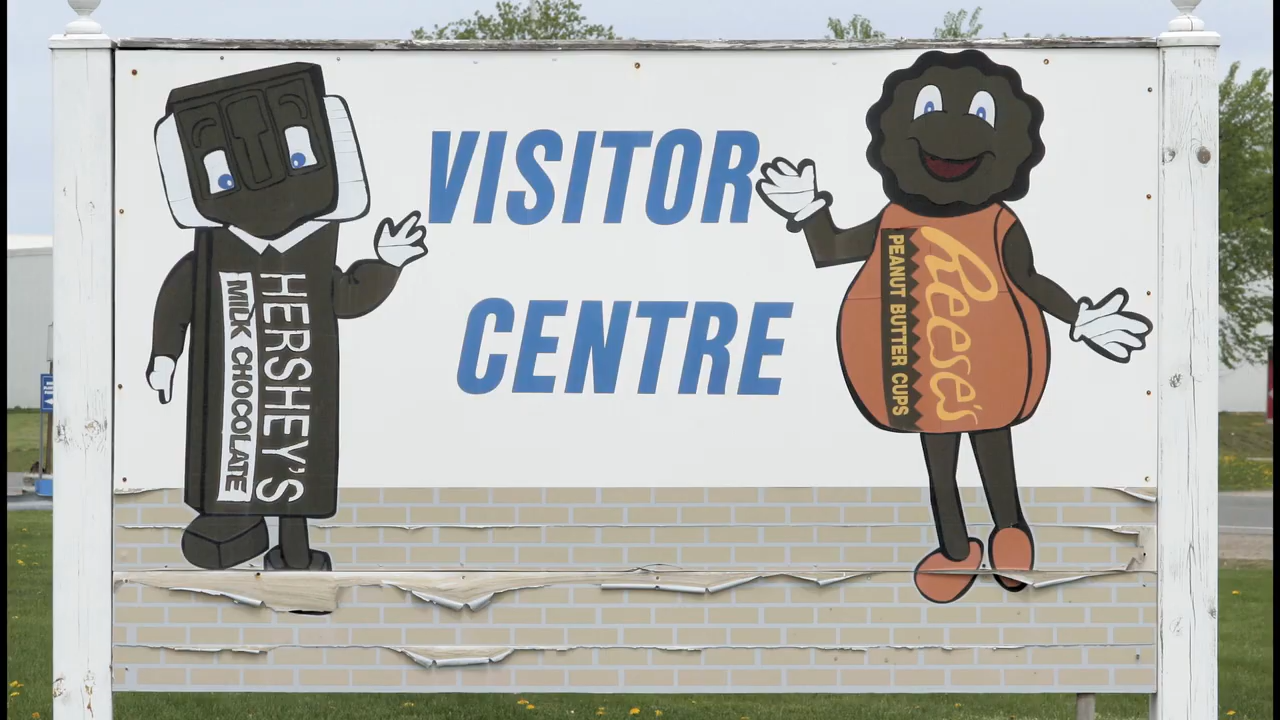 VISITOR
CENTRE
HERSHEY'S
MILK CHOCOLATE
Reese's
PEANUT BUTTER CUPS